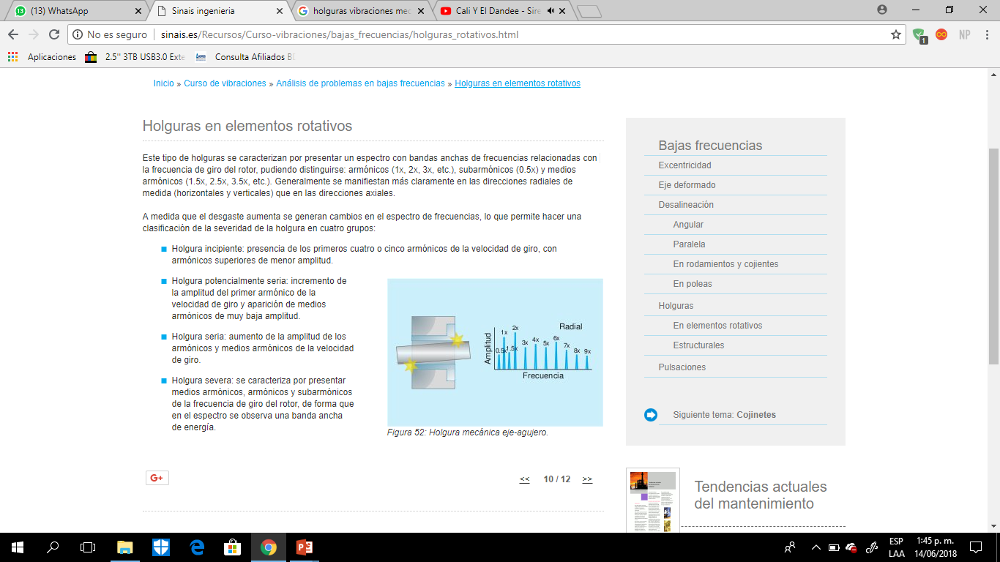 (13) WhatsApp
Sinais ingenieria
holguras vibraciones mec
Cali Y El Dandee - Sire
No es seguro
sinais.es/Recursos/Curso-vibraciones/bajas_frecuencias/holguras_rotativos.html
1
NP
Aplicaciones
2.5" 3TB USB3.0 Exte
Consulta Afiliados BD
Inicio » Curso de vibraciones » Análisis de problemas en bajas frecuencias » Holguras en elementos rotativos
Holguras en elementos rotativos
Este tipo de holguras se caracterizan por presentar un espectro con bandas anchas de frecuencias relacionadas con
la frecuencia de giro del rotor, pudiendo distinguirse: armónicos (1x, 2x, 3x, etc.), subarmónicos (0.5x) y medios
armónicos (1.5x, 2.5x, 3.5x, etc.). Generalmente se manifiestan más claramente en las direcciones radiales de
medida (horizontales y verticales) que en las direcciones axiales.
A medida que el desgaste aumenta se generan cambios en el espectro de frecuencias, lo que permite hacer una
clasificación de la severidad de la holgura en cuatro grupos:
Holgura incipiente: presencia de los primeros cuatro o cinco armónicos de la velocidad de giro, con
armónicos superiores de menor amplitud.
Holgura potencialmente seria: incremento de
la amplitud del primer armónico de la
velocidad de giro y aparición de medios
armónicos de muy baja amplitud.
Holgura seria: aumento de la amplitud de los
armónicos y medios armónicos de la velocidad
de giro.
Holgura severa: se caracteriza por presentar
medios armónicos, armónicos y subarmónicos
de la frecuencia de giro del rotor, de forma que
en el espectro se observa una banda ancha
de energía.
Amplitud
Radial
0.5x
1x
1.5x
2x
3x
4x
5x
6x
7x
8x
9x
Frecuencia
Figura 52: Holgura mecánica eje-agujero.
G+
<< 10 / 12 >>
Bajas frecuencias
Excentricidad
Eje deformado
Desalineación
Angular
Paralela
En rodamientos y cojientes
En poleas
Holguras
En elementos rotativos
Estructurales
Pulsaciones
Siguiente tema: Cojinetes
Tendencias actuales
del mantenimiento
ESP
LAA
1:45 p. m.
14/06/2018